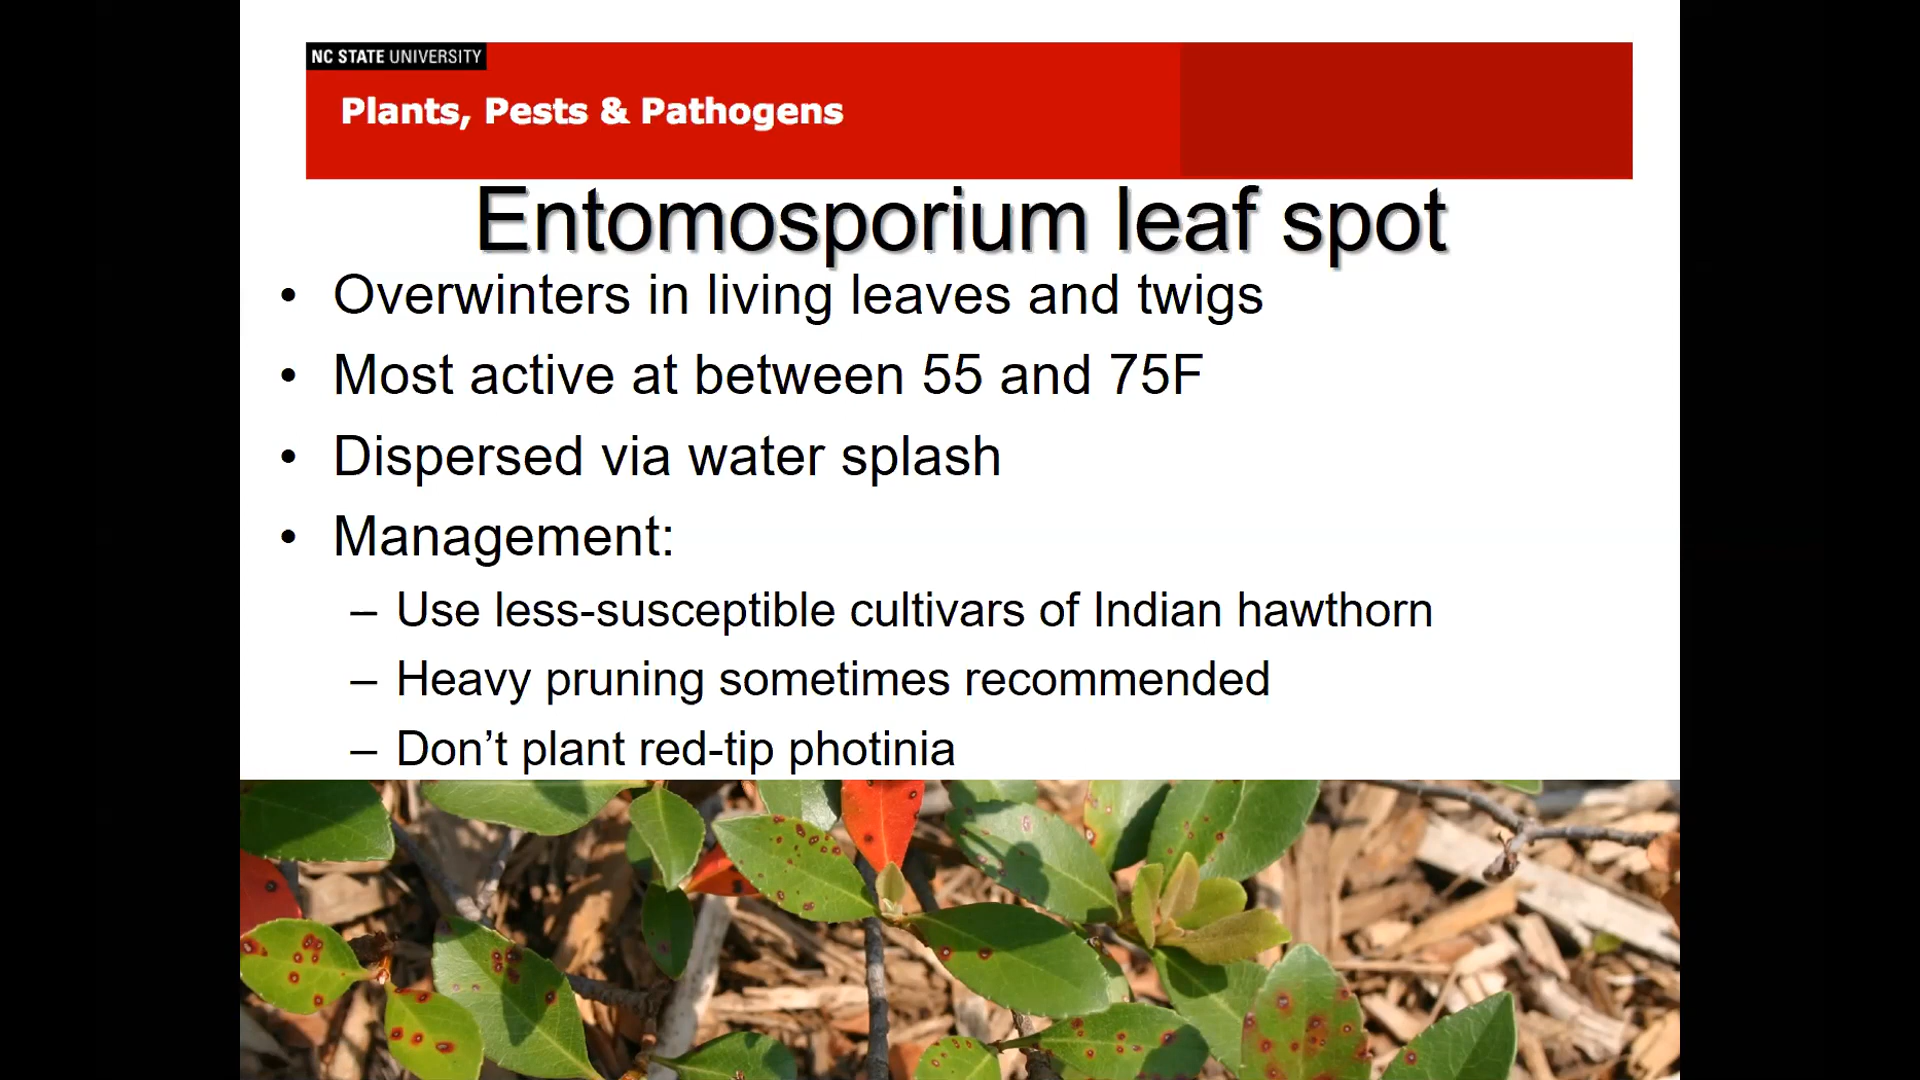 NC STATE UNIVERSITY
Plants, Pests & Pathogens
Entomosporium leaf spot
• Overwinters in living leaves and twigs
• Most active at between 55 and 75F
• Dispersed via water splash
• Management:
– Use less-susceptible cultivars of Indian hawthorn
– Heavy pruning sometimes recommended
– Don’t plant red-tip photinia